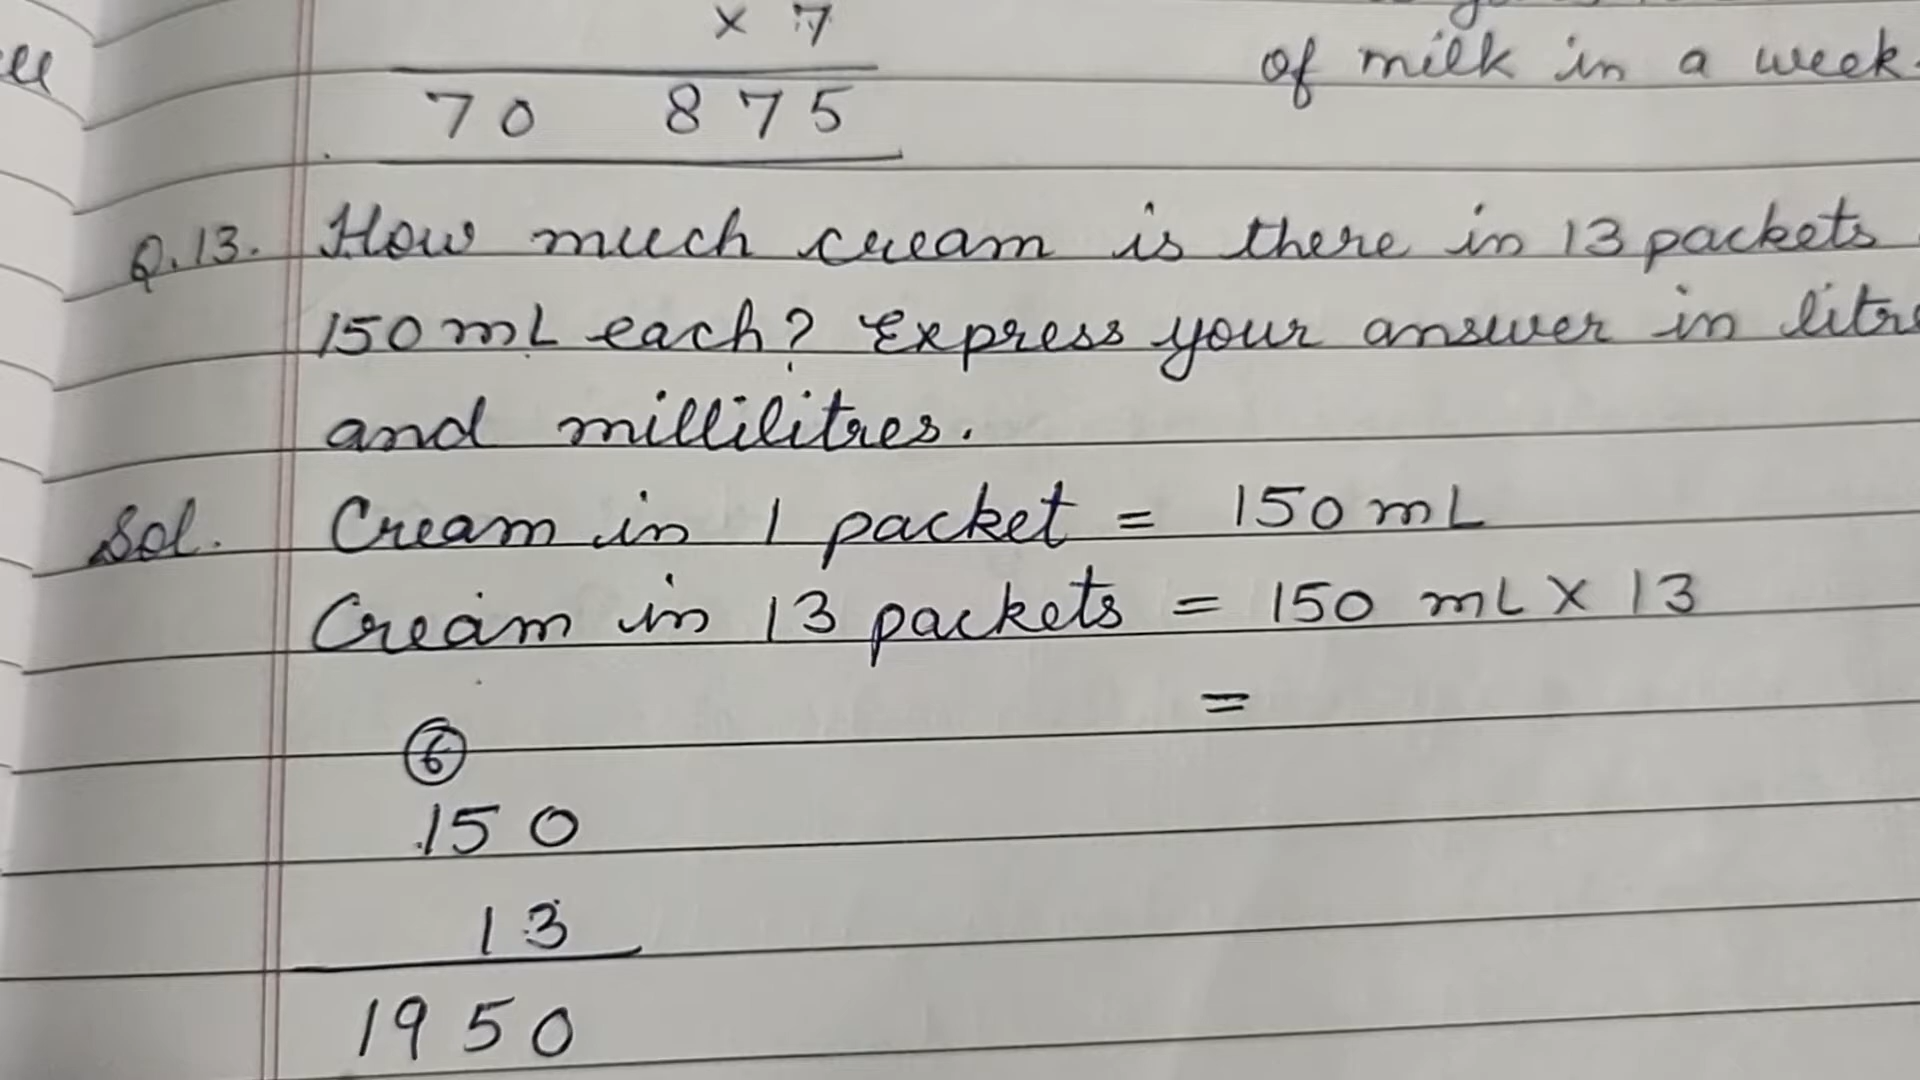 × 7
of milk in a week.
70 875
Q.13. How much cream is there in 13 packets
150 mL each? Express your answer in litre
and millilitres.
Sol. Cream in 1 packet = 150 mL
Cream in 13 packets = 150 mL × 13
=
6
150
13
1950